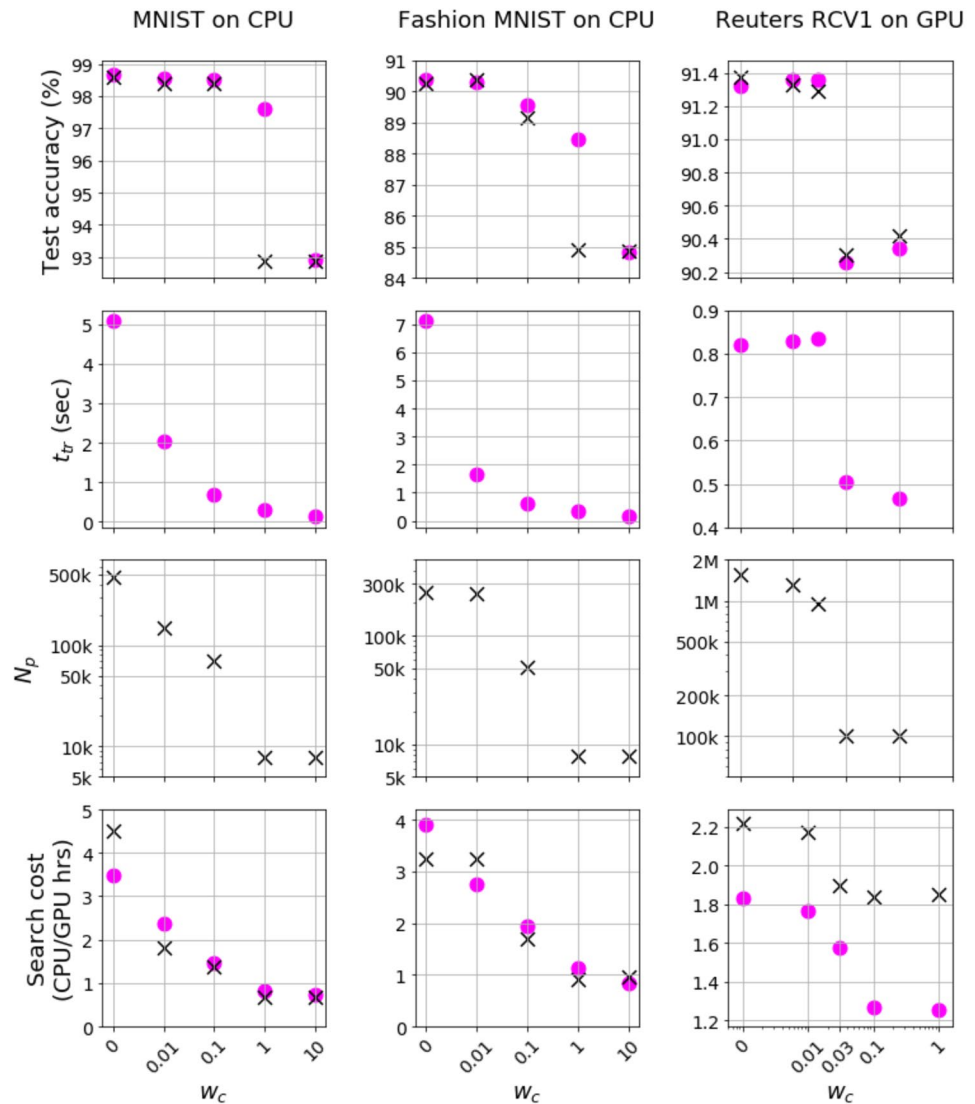 MNIST on CPU Fashion MNIST on CPU Reuters RCV1 on GPU
Test accuracy (%)
99
98
97
96
95
94
93
91
90
89
88
87
86
85
84
91.4
91.2
91.0
90.8
90.6
90.4
90.2
t_tr (sec)
5
4
3
2
1
0
7
6
5
4
3
2
1
0
0.9
0.8
0.7
0.6
0.5
0.4
N_p
500k
100k
50k
10k
5k
300k
100k
50k
10k
5k
2M
1M
500k
200k
100k
Search cost
(CPU/GPU hrs)
5
4
3
2
1
0
4
3
2
1
0
2.2
2.0
1.8
1.6
1.4
1.2
0 0.01 0.1 1 10 0 0.01 0.1 1 10 0 0.01 0.03 0.1 1
w_c w_c w_c